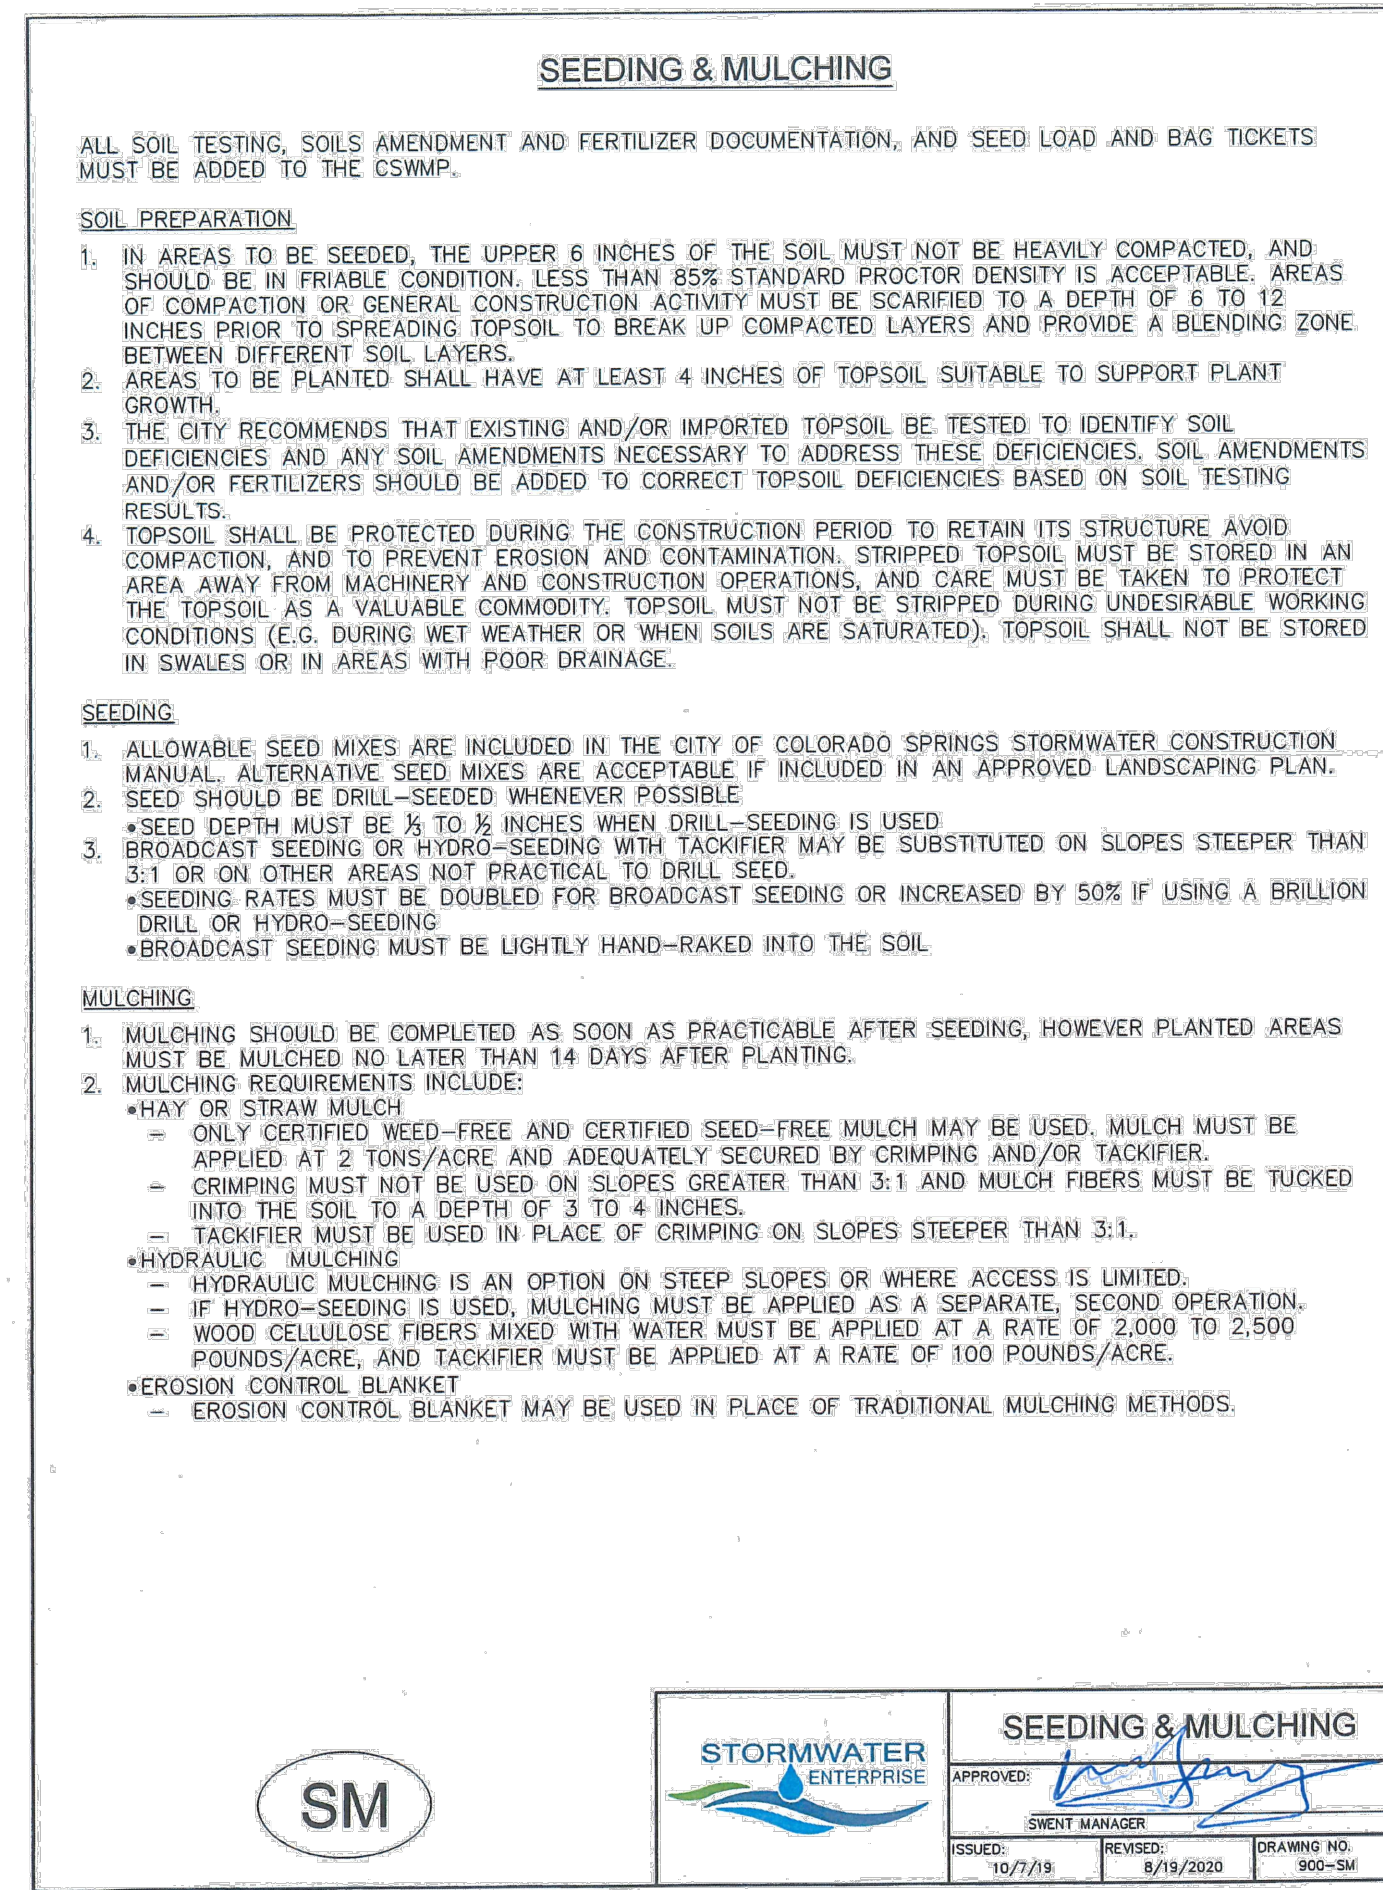 SEEDING & MULCHING
ALL SOIL TESTING, SOILS AMENDMENT AND FERTILIZER DOCUMENTATION, AND SEED LOAD AND BAG TICKETS
MUST BE ADDED TO THE CSWMP.
SOIL PREPARATION
1. IN AREAS TO BE SEEDED, THE UPPER 6 INCHES OF THE SOIL MUST NOT BE HEAVILY COMPACTED, AND
SHOULD BE IN FRIABLE CONDITION. LESS THAN 85% STANDARD PROCTOR DENSITY IS ACCEPTABLE. AREAS
OF COMPACTION OR GENERAL CONSTRUCTION ACTIVITY MUST BE SCARIFIED TO A DEPTH OF 6 TO 12
INCHES PRIOR TO SPREADING TOPSOIL TO BREAK UP COMPACTED LAYERS AND PROVIDE A BLENDING ZONE
BETWEEN DIFFERENT SOIL LAYERS.
2. AREAS TO BE PLANTED SHALL HAVE AT LEAST 4 INCHES OF TOPSOIL SUITABLE TO SUPPORT PLANT
GROWTH.
3. THE CITY RECOMMENDS THAT EXISTING AND/OR IMPORTED TOPSOIL BE TESTED TO IDENTIFY SOIL
DEFICIENCIES AND ANY SOIL AMENDMENTS NECESSARY TO ADDRESS THESE DEFICIENCIES. SOIL AMENDMENTS
AND/OR FERTILIZERS SHOULD BE ADDED TO CORRECT TOPSOIL DEFICIENCIES BASED ON SOIL TESTING
RESULTS.
4. TOPSOIL SHALL BE PROTECTED DURING THE CONSTRUCTION PERIOD TO RETAIN ITS STRUCTURE AVOID
COMPACTION, AND TO PREVENT EROSION AND CONTAMINATION. STRIPPED TOPSOIL MUST BE STORED IN AN
AREA AWAY FROM MACHINERY AND CONSTRUCTION OPERATIONS, AND CARE MUST BE TAKEN TO PROTECT
THE TOPSOIL AS A VALUABLE COMMODITY. TOPSOIL MUST NOT BE STRIPPED DURING UNDESIRABLE WORKING
CONDITIONS (E.G. DURING WET WEATHER OR WHEN SOILS ARE SATURATED). TOPSOIL SHALL NOT BE STORED
IN SWALES OR IN AREAS WITH POOR DRAINAGE.
SEEDING
1. ALLOWABLE SEED MIXES ARE INCLUDED IN THE CITY OF COLORADO SPRINGS STORMWATER CONSTRUCTION
MANUAL. ALTERNATIVE SEED MIXES ARE ACCEPTABLE IF INCLUDED IN AN APPROVED LANDSCAPING PLAN.
2. SEED SHOULD BE DRILL-SEEDED WHENEVER POSSIBLE
•SEED DEPTH MUST BE ⅓ TO ½ INCHES WHEN DRILL-SEEDING IS USED
3. BROADCAST SEEDING OR HYDRO-SEEDING WITH TACKIFIER MAY BE SUBSTITUTED ON SLOPES STEEPER THAN
3:1 OR ON OTHER AREAS NOT PRACTICAL TO DRILL SEED.
•SEEDING RATES MUST BE DOUBLED FOR BROADCAST SEEDING OR INCREASED BY 50% IF USING A BRILLION
DRILL OR HYDRO-SEEDING
•BROADCAST SEEDING MUST BE LIGHTLY HAND-RAKED INTO THE SOIL
MULCHING
1. MULCHING SHOULD BE COMPLETED AS SOON AS PRACTICABLE AFTER SEEDING, HOWEVER PLANTED AREAS
MUST BE MULCHED NO LATER THAN 14 DAYS AFTER PLANTING.
2. MULCHING REQUIREMENTS INCLUDE:
•HAY OR STRAW MULCH
– ONLY CERTIFIED WEED-FREE AND CERTIFIED SEED-FREE MULCH MAY BE USED. MULCH MUST BE
APPLIED AT 2 TONS/ACRE AND ADEQUATELY SECURED BY CRIMPING AND/OR TACKIFIER.
– CRIMPING MUST NOT BE USED ON SLOPES GREATER THAN 3:1 AND MULCH FIBERS MUST BE TUCKED
INTO THE SOIL TO A DEPTH OF 3 TO 4 INCHES.
– TACKIFIER MUST BE USED IN PLACE OF CRIMPING ON SLOPES STEEPER THAN 3:1.
•HYDRAULIC MULCHING
– HYDRAULIC MULCHING IS AN OPTION ON STEEP SLOPES OR WHERE ACCESS IS LIMITED.
– IF HYDRO-SEEDING IS USED, MULCHING MUST BE APPLIED AS A SEPARATE, SECOND OPERATION.
– WOOD CELLULOSE FIBERS MIXED WITH WATER MUST BE APPLIED AT A RATE OF 2,000 TO 2,500
POUNDS/ACRE, AND TACKIFIER MUST BE APPLIED AT A RATE OF 100 POUNDS/ACRE.
•EROSION CONTROL BLANKET
– EROSION CONTROL BLANKET MAY BE USED IN PLACE OF TRADITIONAL MULCHING METHODS.
SM
STORMWATER
ENTERPRISE
SEEDING & MULCHING
APPROVED:
SWENT MANAGER
ISSUED: 10/7/19
REVISED: 8/19/2020
DRAWING NO. 900-SM